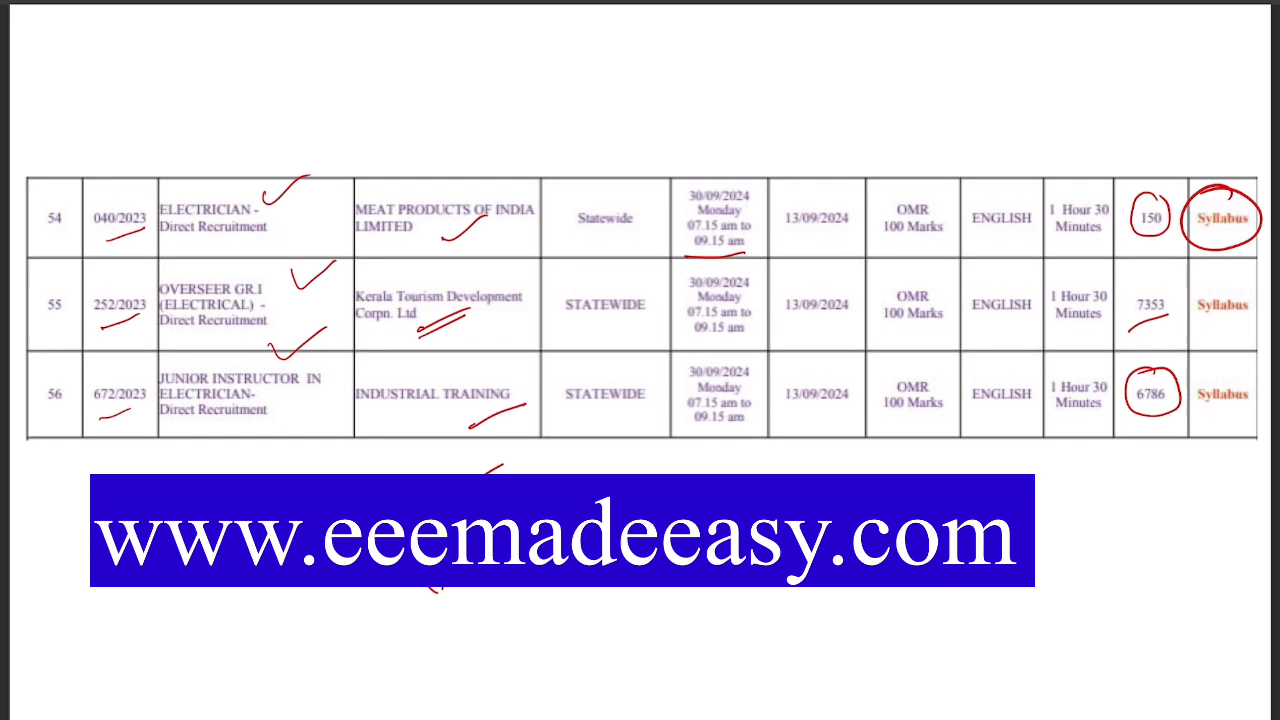 54 040/2023 ELECTRICIAN - Direct Recruitment MEAT PRODUCTS OF INDIA LIMITED Statewide 30/09/2024 Monday 07.15 am to 09.15 am 13/09/2024 OMR 100 Marks ENGLISH 1 Hour 30 Minutes 150 Syllabus
55 252/2023 OVERSEER GR.I (ELECTRICAL) - Direct Recruitment Kerala Tourism Development Corpn. Ltd STATEWIDE 30/09/2024 Monday 07.15 am to 09.15 am 13/09/2024 OMR 100 Marks ENGLISH 1 Hour 30 Minutes 7353 Syllabus
56 672/2023 JUNIOR INSTRUCTOR IN ELECTRICIAN- Direct Recruitment INDUSTRIAL TRAINING STATEWIDE 30/09/2024 Monday 07.15 am to 09.15 am 13/09/2024 OMR 100 Marks ENGLISH 1 Hour 30 Minutes 6786 Syllabus
www.eeemadeeasy.com